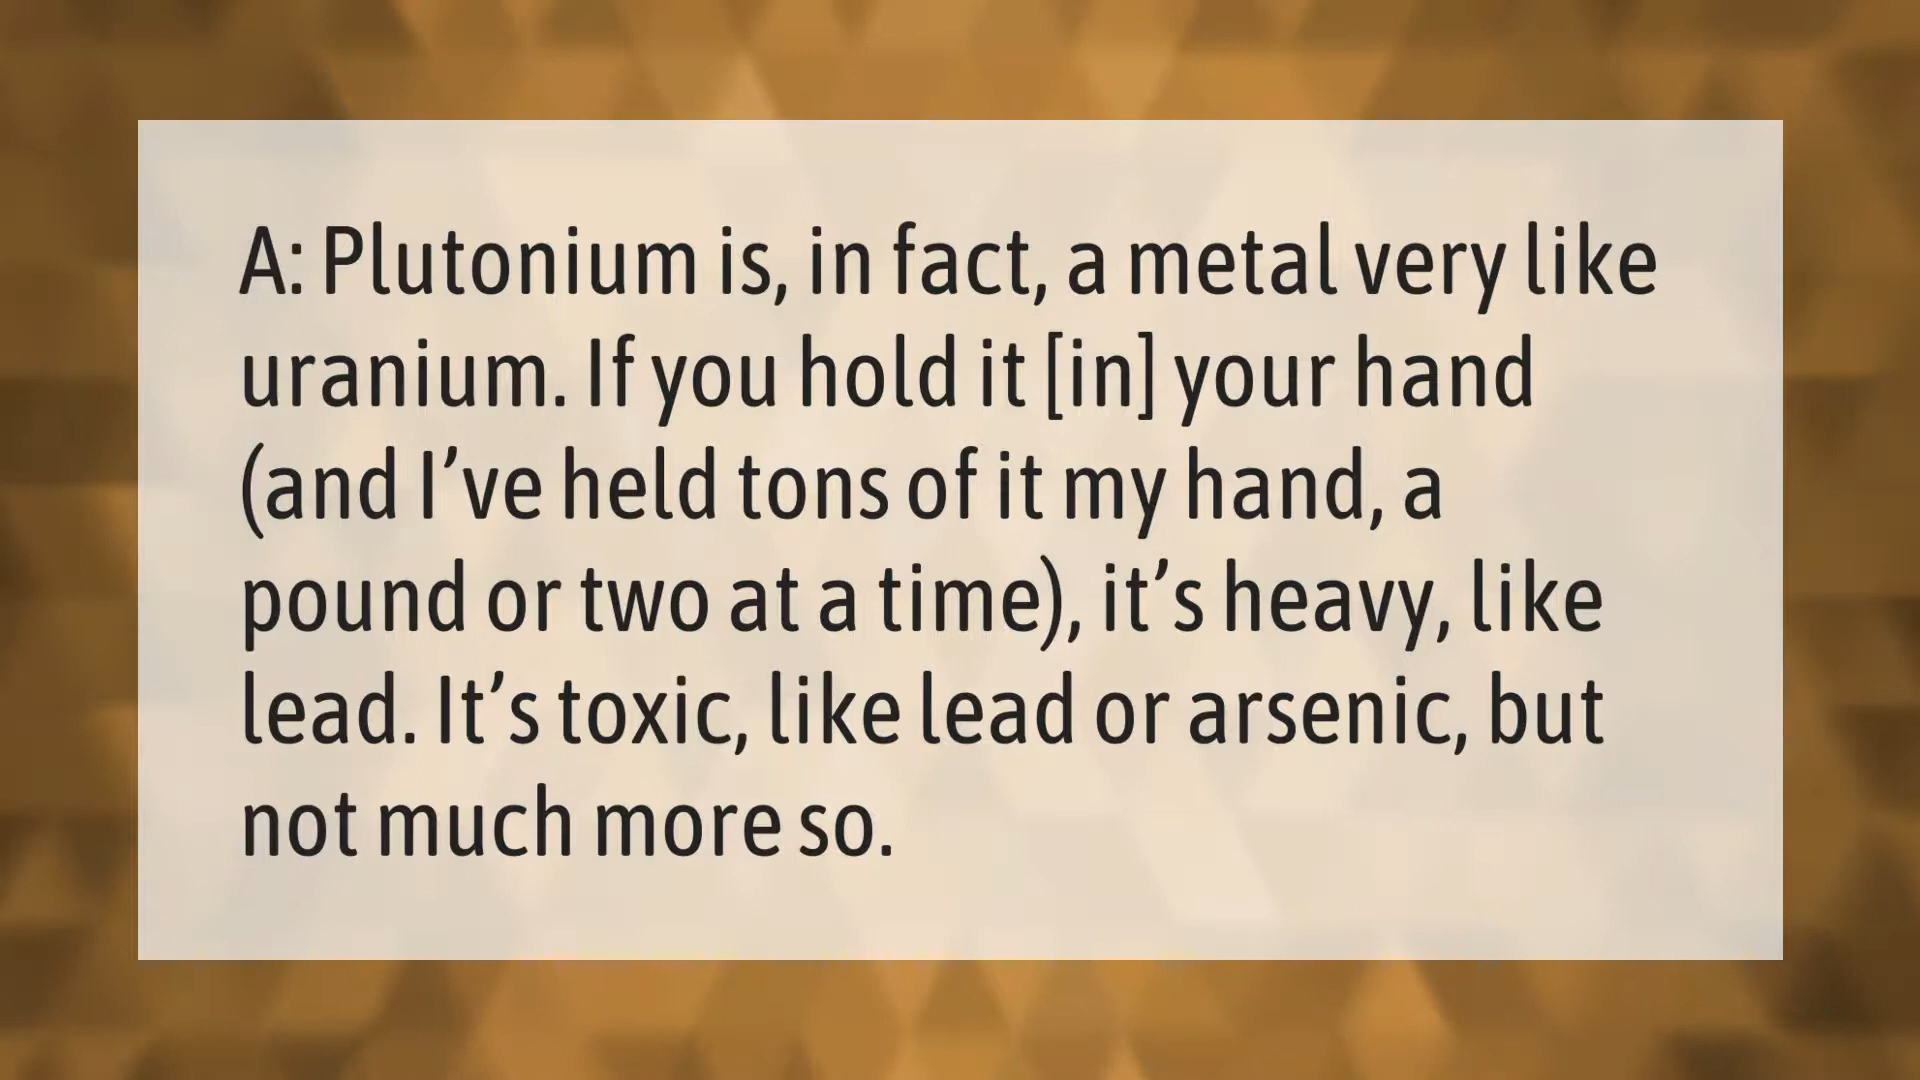 A: Plutonium is, in fact, a metal very like
uranium. If you hold it [in] your hand
(and I’ve held tons of it my hand, a
pound or two at a time), it’s heavy, like
lead. It’s toxic, like lead or arsenic, but
not much more so.